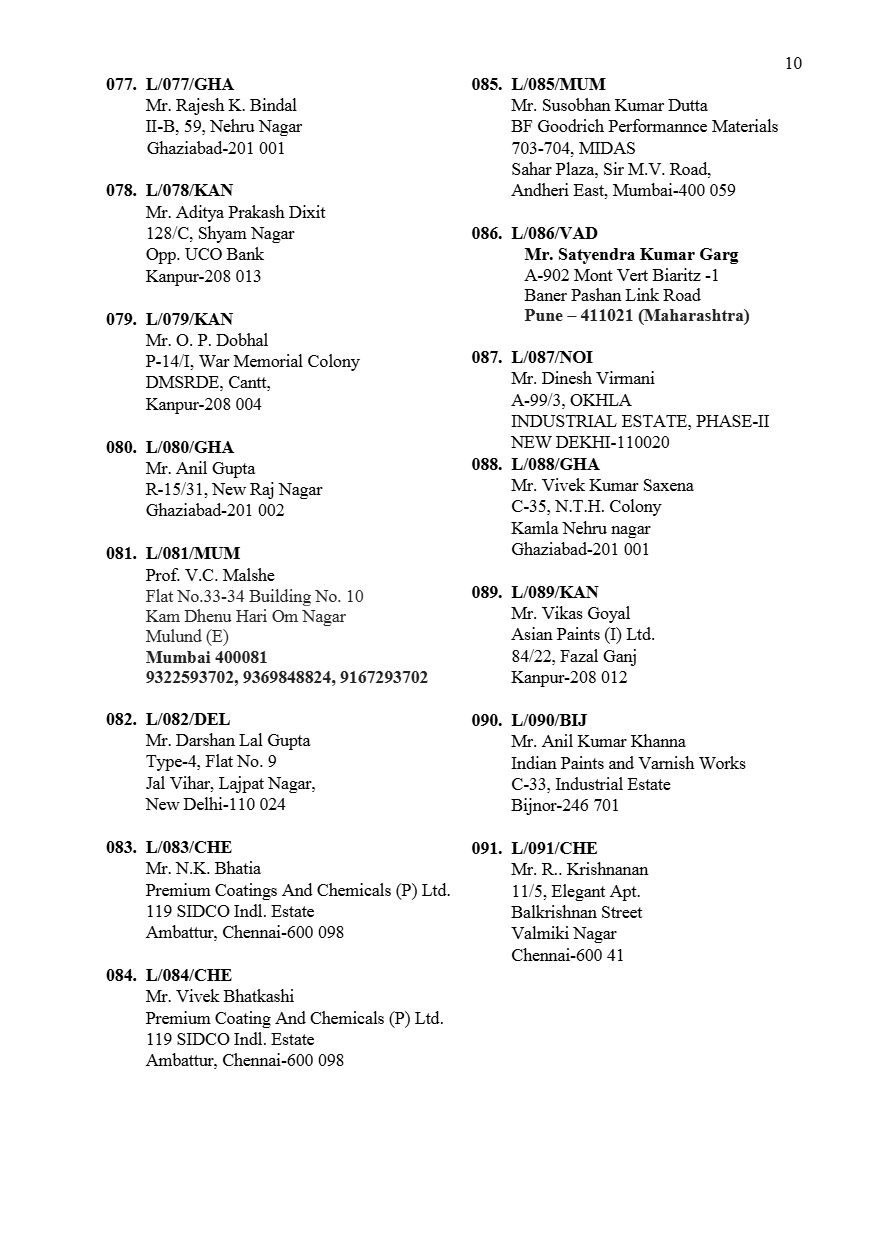 10
077. L/077/GHA
Mr. Rajesh K. Bindal
II-B, 59, Nehru Nagar
Ghaziabad-201 001
078. L/078/KAN
Mr. Aditya Prakash Dixit
128/C, Shyam Nagar
Opp. UCO Bank
Kanpur-208 013
079. L/079/KAN
Mr. O. P. Dobhal
P-14/I, War Memorial Colony
DMSRDE, Cantt,
Kanpur-208 004
080. L/080/GHA
Mr. Anil Gupta
R-15/31, New Raj Nagar
Ghaziabad-201 002
081. L/081/MUM
Prof. V.C. Malshe
Flat No.33-34 Building No. 10
Kam Dhenu Hari Om Nagar
Mulund (E)
Mumbai 400081
9322593702, 9369848824, 9167293702
082. L/082/DEL
Mr. Darshan Lal Gupta
Type-4, Flat No. 9
Jal Vihar, Lajpat Nagar,
New Delhi-110 024
083. L/083/CHE
Mr. N.K. Bhatia
Premium Coatings And Chemicals (P) Ltd.
119 SIDCO Indl. Estate
Ambattur, Chennai-600 098
084. L/084/CHE
Mr. Vivek Bhatkashi
Premium Coating And Chemicals (P) Ltd.
119 SIDCO Indl. Estate
Ambattur, Chennai-600 098
085. L/085/MUM
Mr. Susobhan Kumar Dutta
BF Goodrich Performannce Materials
703-704, MIDAS
Sahar Plaza, Sir M.V. Road,
Andheri East, Mumbai-400 059
086. L/086/VAD
Mr. Satyendra Kumar Garg
A-902 Mont Vert Biaritz -1
Baner Pashan Link Road
Pune – 411021 (Maharashtra)
087. L/087/NOI
Mr. Dinesh Virmani
A-99/3, OKHLA
INDUSTRIAL ESTATE, PHASE-II
NEW DEKHI-110020
088. L/088/GHA
Mr. Vivek Kumar Saxena
C-35, N.T.H. Colony
Kamla Nehru nagar
Ghaziabad-201 001
089. L/089/KAN
Mr. Vikas Goyal
Asian Paints (I) Ltd.
84/22, Fazal Ganj
Kanpur-208 012
090. L/090/BIJ
Mr. Anil Kumar Khanna
Indian Paints and Varnish Works
C-33, Industrial Estate
Bijnor-246 701
091. L/091/CHE
Mr. R.. Krishnanan
11/5, Elegant Apt.
Balkrishnan Street
Valmiki Nagar
Chennai-600 41